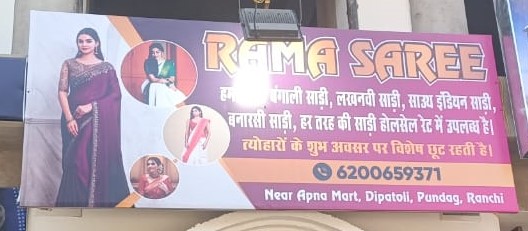 RAMA SAREE
बंगाली साड़ी, लखनवी साड़ी, साउथ इंडियन साड़ी,
बनारसी साड़ी, हर तरह की साड़ी होलसेल रेट में उपलब्ध है।
त्योहारों के शुभ अवसर पर विशेष छूट रहती है।
6200659371
Near Apna Mart, Dipatoli, Pundag, Ranchi